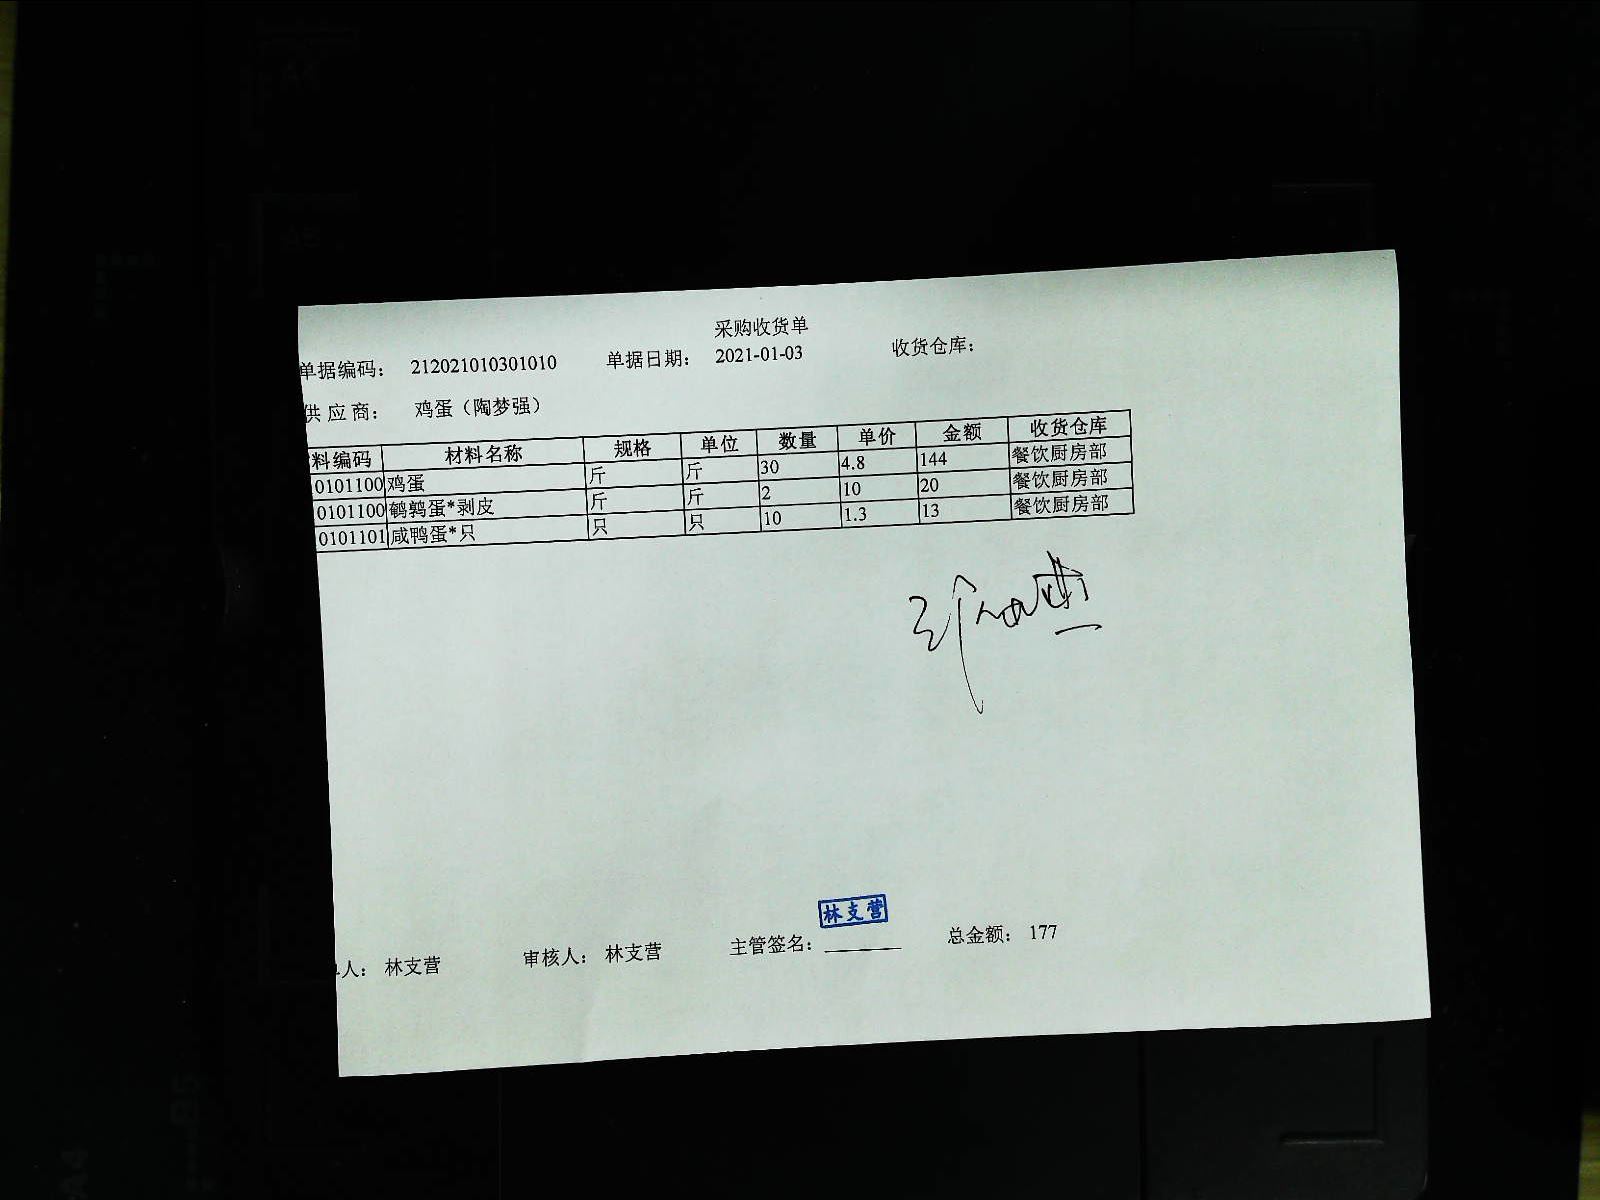 采购收货单
单据编码： 212021010301010 单据日期： 2021-01-03 收货仓库：
供 应 商： 鸡蛋（陶梦强）
料编码 材料名称 规格 单位 数量 单价 金额 收货仓库
0101100 鸡蛋 斤 斤 30 4.8 144 餐饮厨房部
0101100 鹌鹑蛋*剥皮 斤 斤 2 10 20 餐饮厨房部
0101101 咸鸭蛋*只 只 只 10 1.3 13 餐饮厨房部
林支营
人： 林支营 审核人： 林支营 主管签名： 总金额： 177